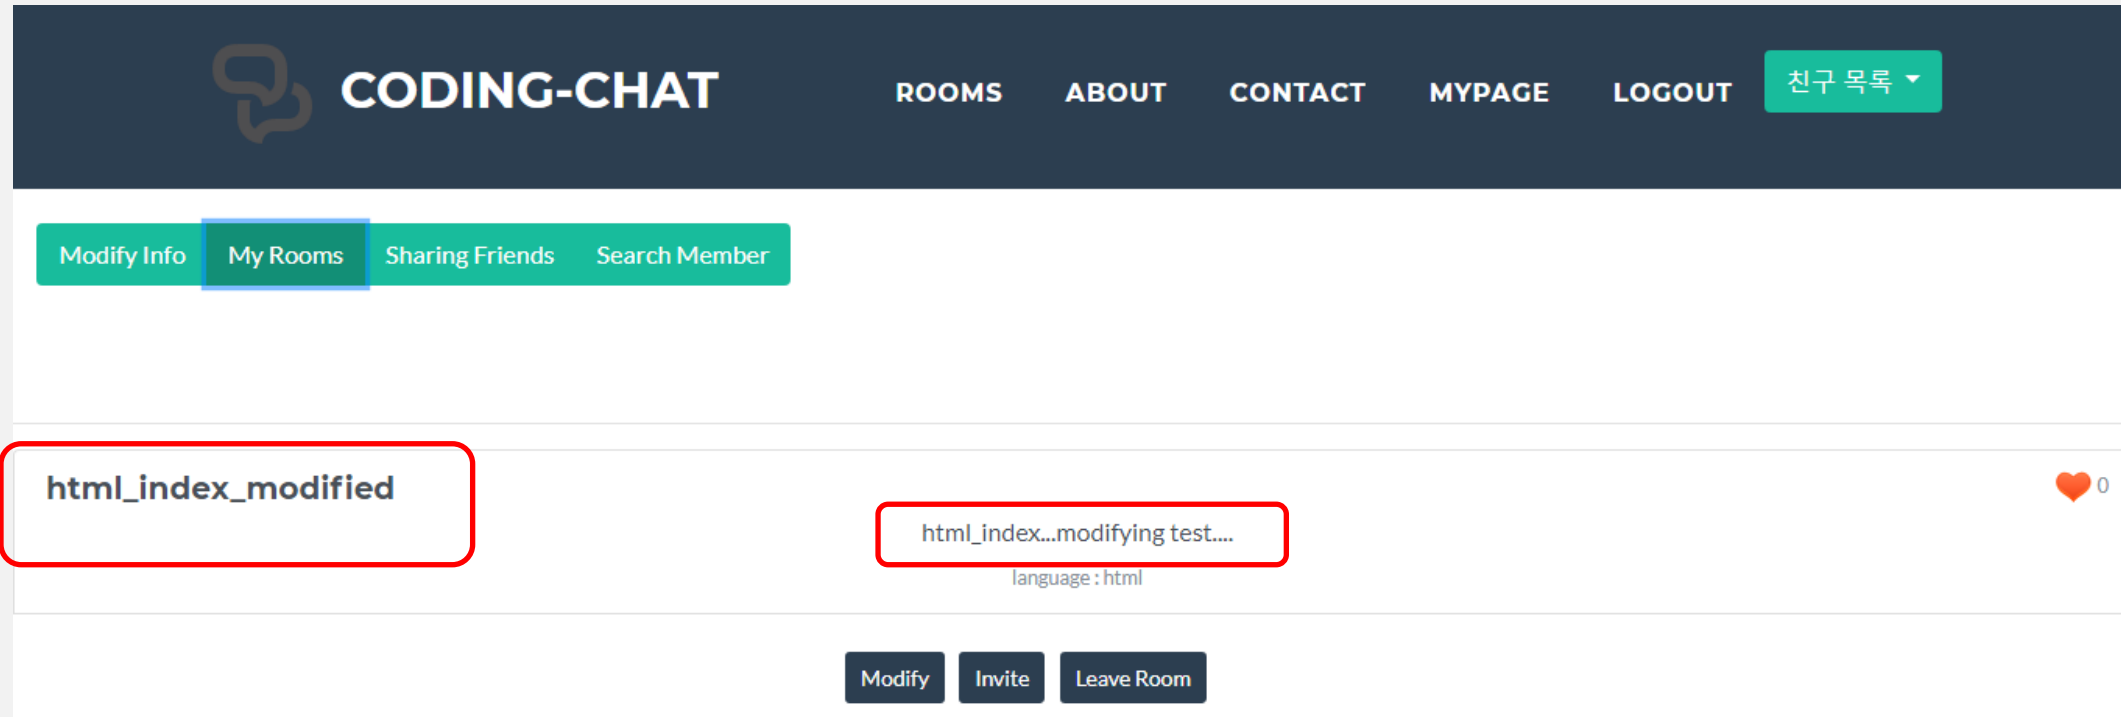 CODING-CHAT ROOMS ABOUT CONTACT MYPAGE LOGOUT 친구 목록
Modify Info My Rooms Sharing Friends Search Member
html_index_modified
0
html_index...modifying test....
language : html
Modify Invite Leave Room